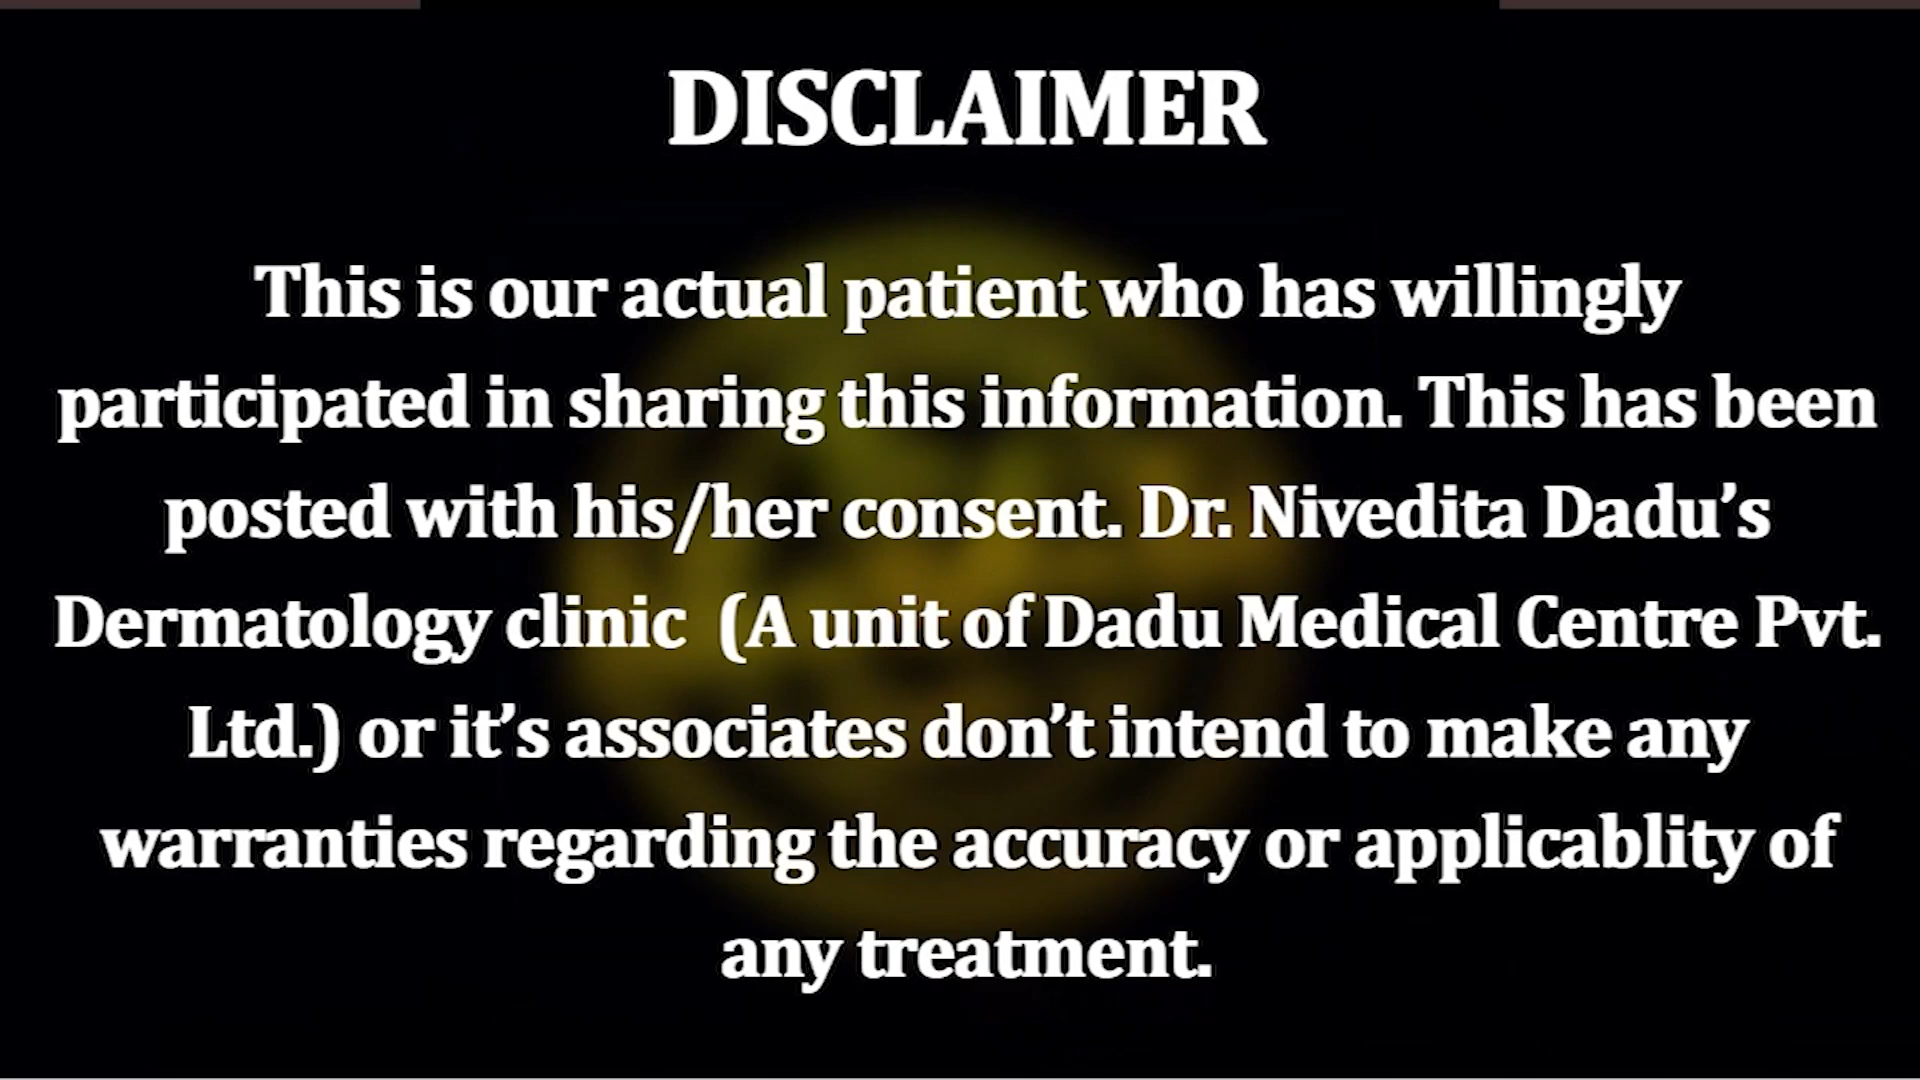 DISCLAIMER
This is our actual patient who has willingly
participated in sharing this information. This has been
posted with his/her consent. Dr. Nivedita Dadu’s
Dermatology clinic  (A unit of Dadu Medical Centre Pvt.
Ltd.) or it’s associates don’t intend to make any
warranties regarding the accuracy or applicablity of
any treatment.